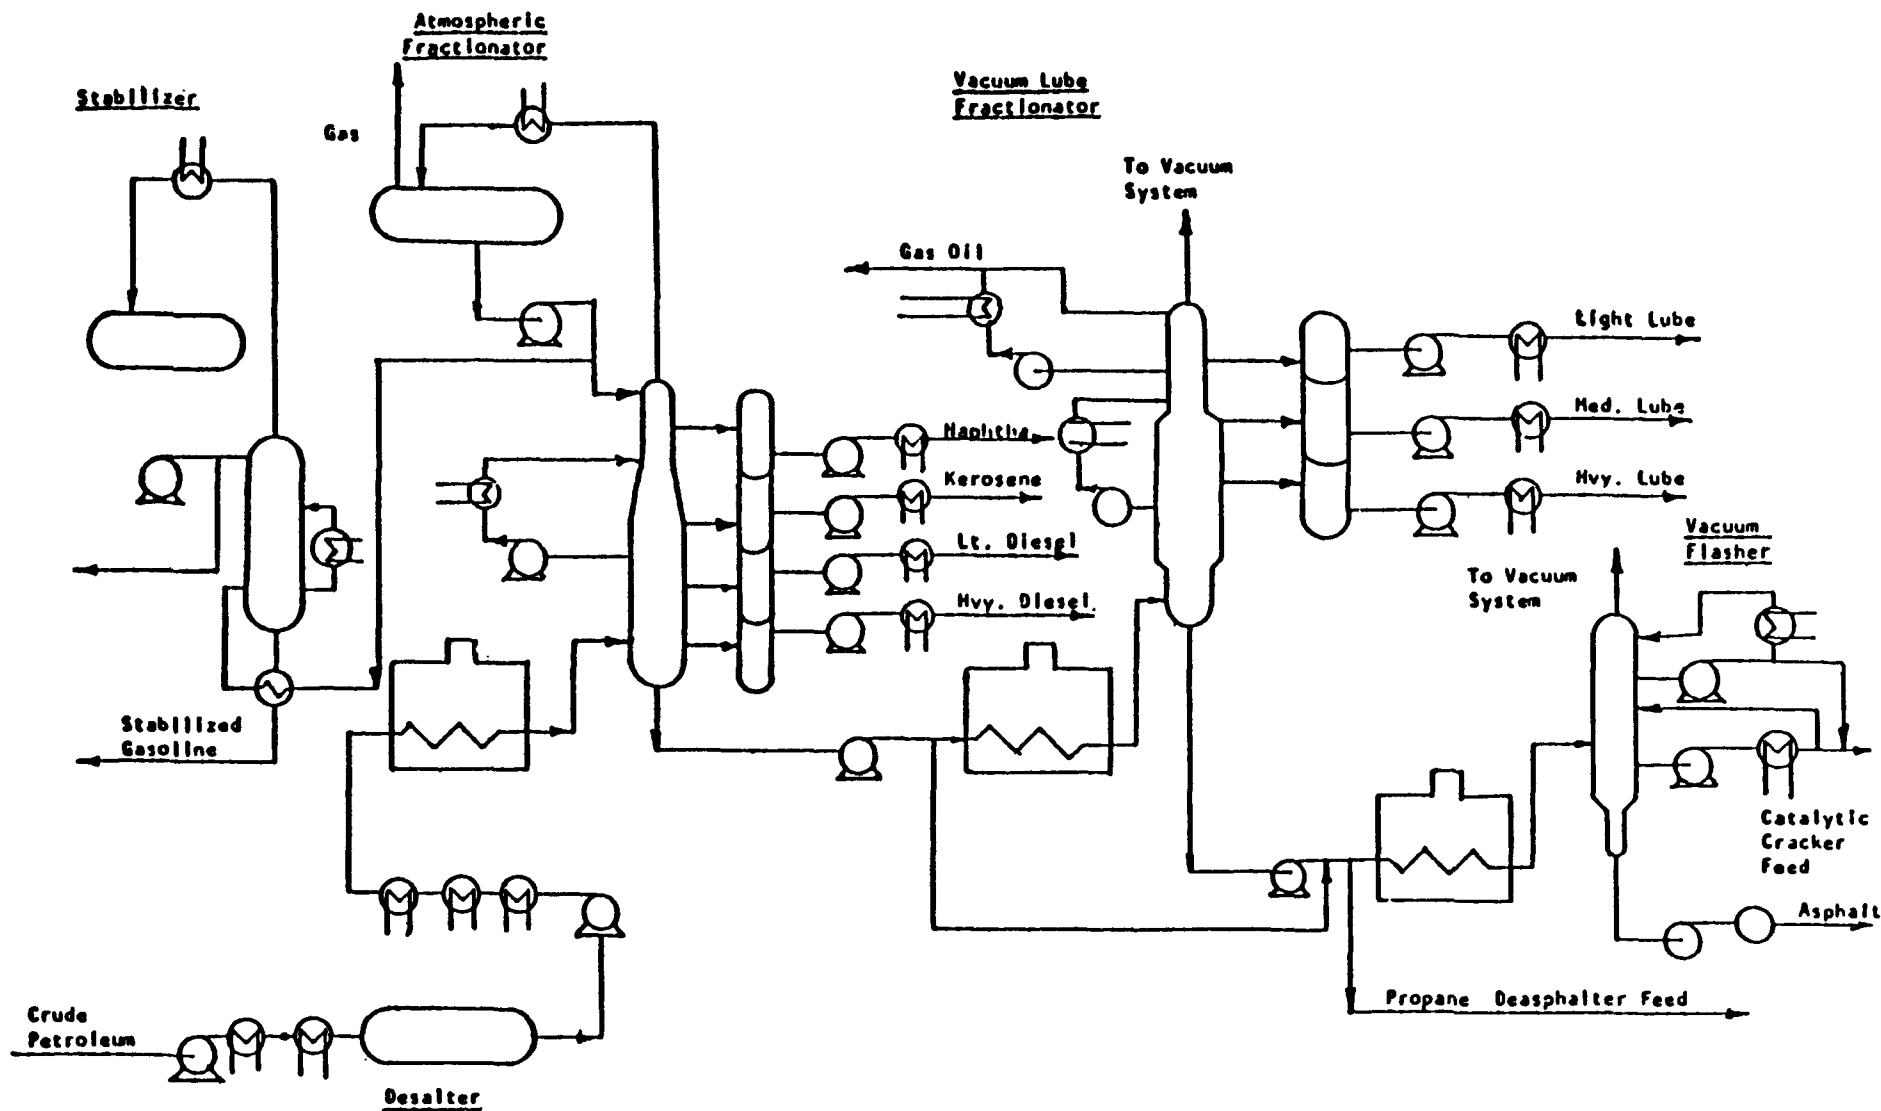 Atmospheric
Fractionator
Stabilizer
Gas
Vacuum Lube
Fractionator
To Vacuum
System
Gas Oil
Light Lube
Med. Lube
Hvy. Lube
Naphtha
Kerosene
Lt. Diesel
Hvy. Diesel
Vacuum
Flasher
To Vacuum
System
Stabilized
Gasoline
Catalytic
Cracker
Feed
Asphalt
Propane Deasphalter Feed
Crude
Petroleum
Desalter